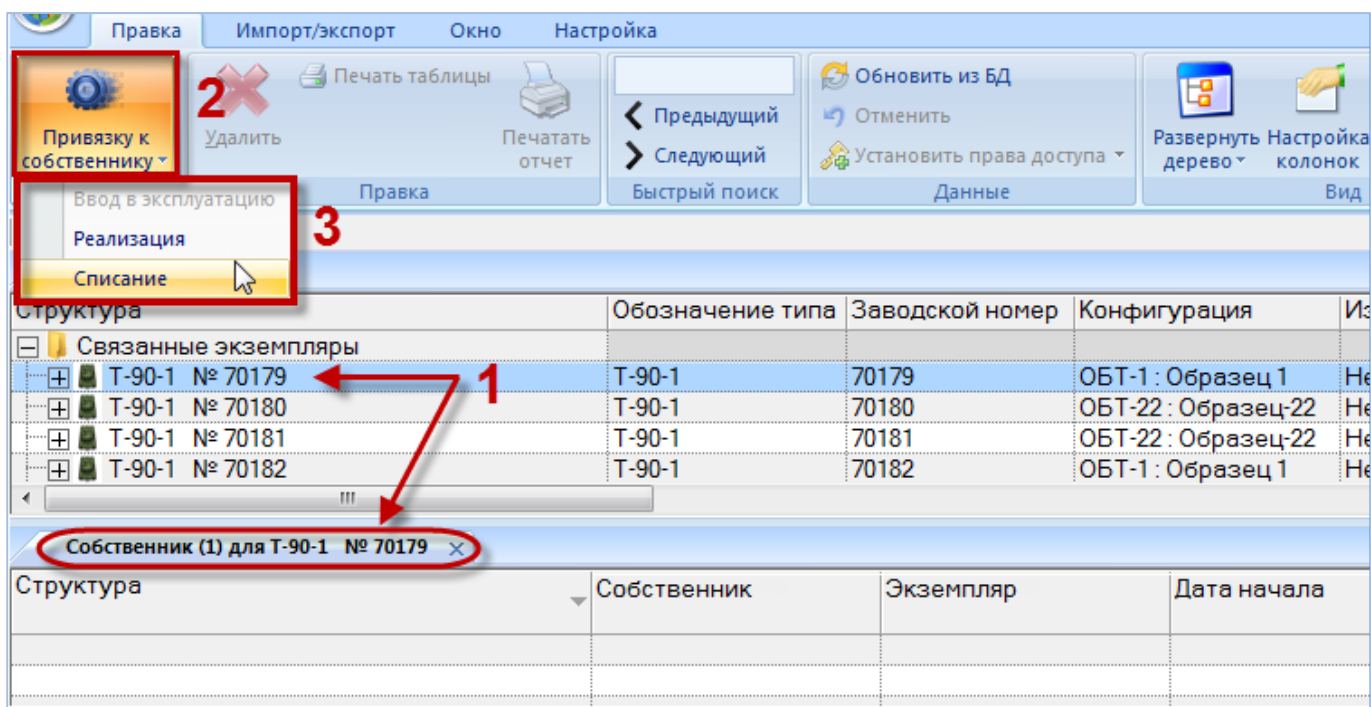 Правка Импорт/экспорт Окно Настройка
Привязку к собственнику
2
Удалить
Печать таблицы
Печатать отчет
Правка
Предыдущий
Следующий
Быстрый поиск
Обновить из БД
Отменить
Установить права доступа
Данные
Развернуть дерево
Настройка колонок
Вид
Ввод в эксплуатацию
Реализация
Списание
3
Структура Обозначение типа Заводской номер Конфигурация Из
Связанные экземпляры
Т-90-1 № 70179 Т-90-1 70179 ОБТ-1 : Образец 1 Не
1
Т-90-1 № 70180 Т-90-1 70180 ОБТ-22 : Образец-22 Не
Т-90-1 № 70181 Т-90-1 70181 ОБТ-22 : Образец-22 Не
Т-90-1 № 70182 Т-90-1 70182 ОБТ-1 : Образец 1 Не
Собственник (1) для Т-90-1 № 70179
Структура Собственник Экземпляр Дата начала